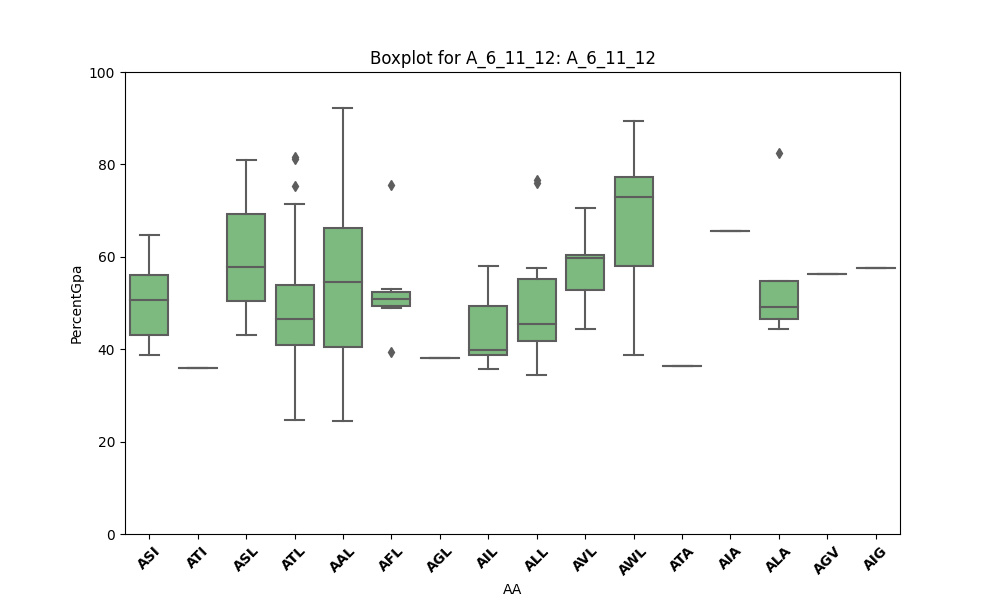 Boxplot for A_6_11_12: A_6_11_12
100
80
60
40
20
0
PercentGpa
ASI ATI ASL ATL AAL AFL AGL AIL ALL AVL AWL ATA AIA ALA AGV AIG
AA